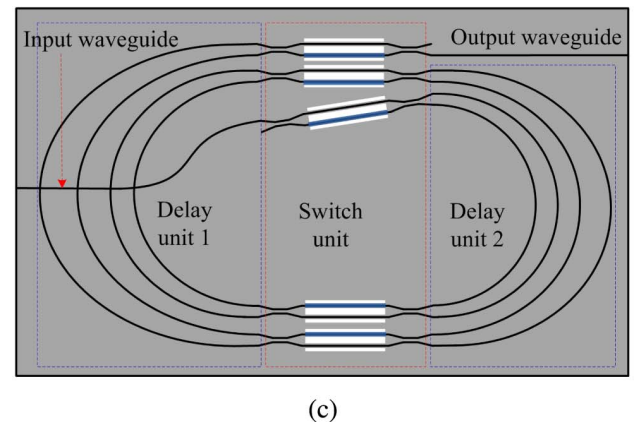 Input waveguide
Output waveguide
Delay
unit 1
Switch
unit
Delay
unit 2
(c)